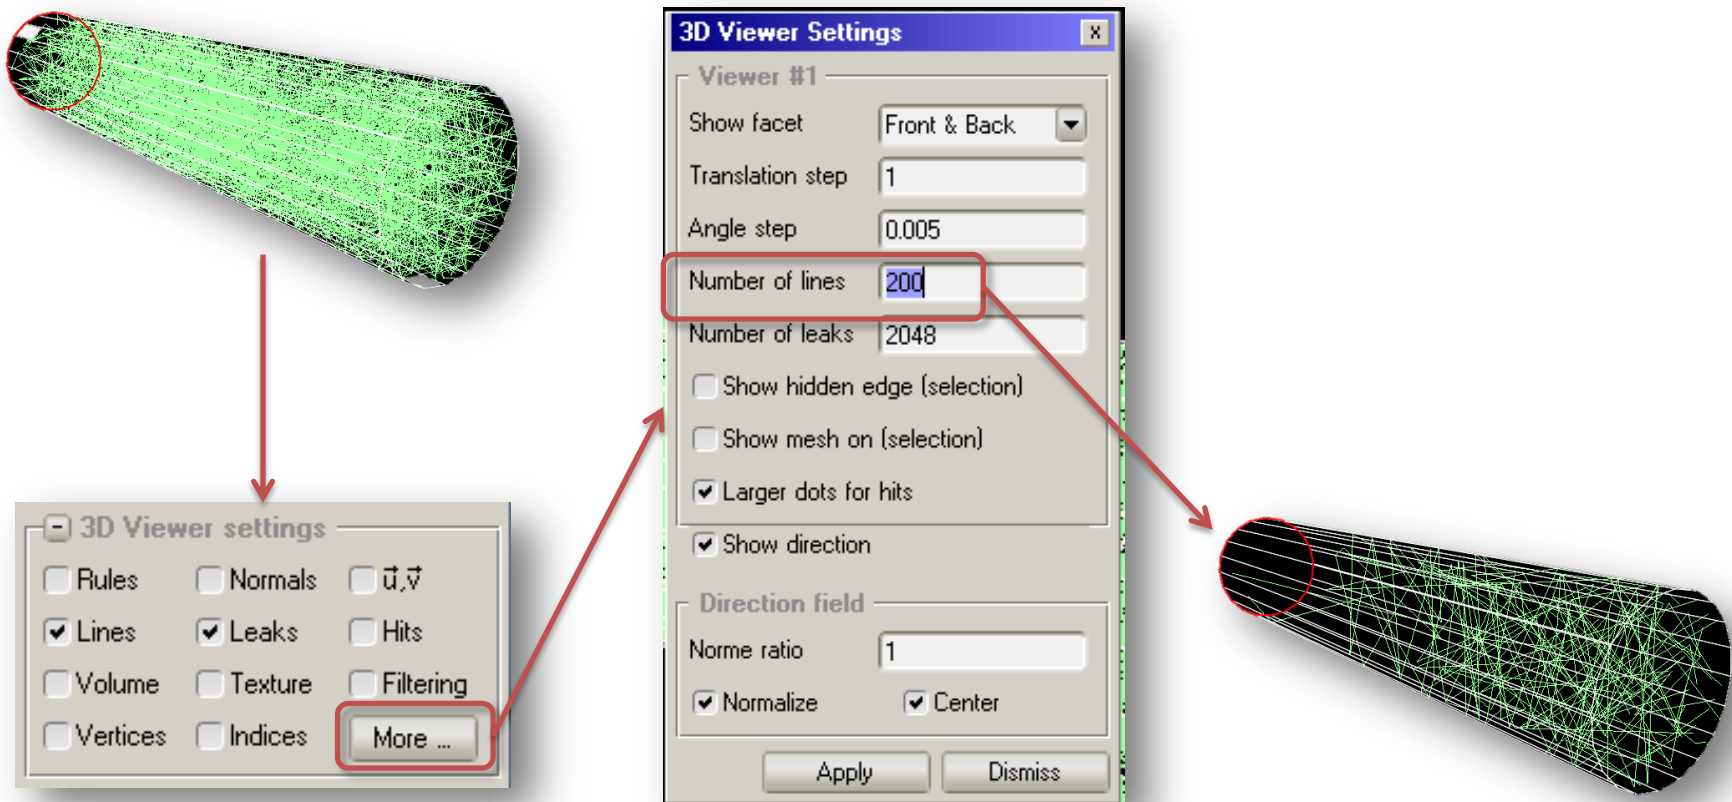 3D Viewer Settings
Viewer #1
Show facet Front & Back
Translation step 1
Angle step 0.005
Number of lines 200
Number of leaks 2048
Show hidden edge (selection)
Show mesh on (selection)
Larger dots for hits
Show direction
Direction field
Norme ratio 1
Normalize Center
Apply Dismiss
3D Viewer settings
Rules Normals u⃗,v⃗
Lines Leaks Hits
Volume Texture Filtering
Vertices Indices More ...